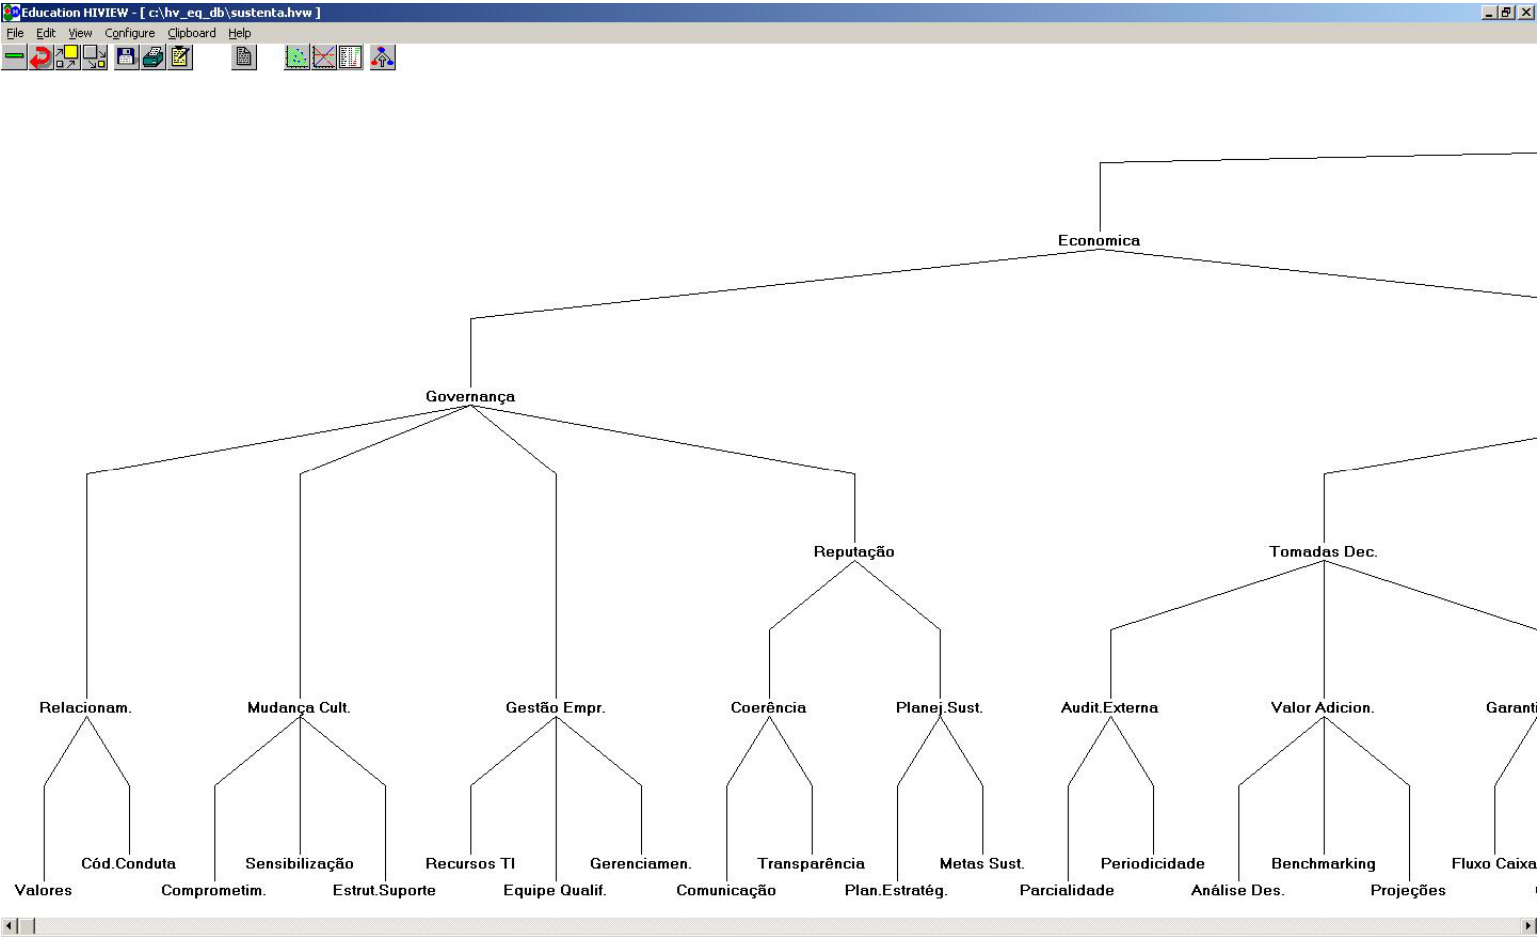 Education HIVIEW - [ c:\hv_eq_db\sustenta.hvw ]
File Edit View Configure Clipboard Help
Economica
Governança
Reputação Tomadas Dec.
Relacionam. Mudança Cult. Gestão Empr. Coerência Planej.Sust. Audit.Externa Valor Adicion. Garanti
Cód.Conduta Sensibilização Recursos TI Gerenciamen. Transparência Metas Sust. Periodicidade Benchmarking Fluxo Caixa
Valores Comprometim. Estrut.Suporte Equipe Qualif. Comunicação Plan.Estratég. Parcialidade Análise Des. Projeções